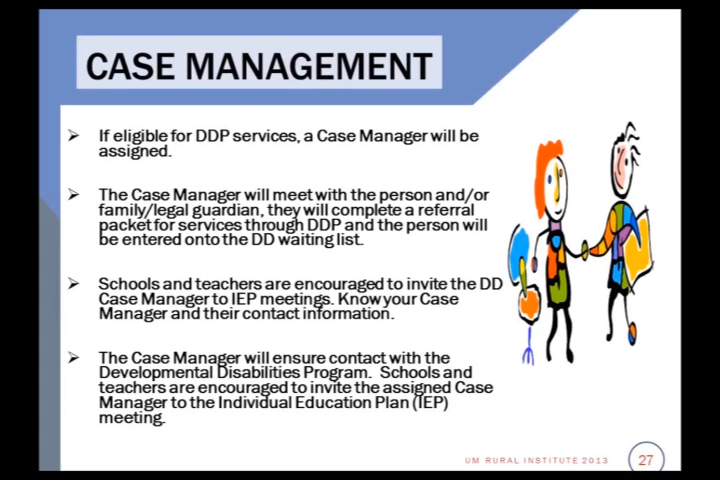 CASE MANAGEMENT
➢ If eligible for DDP services, a Case Manager will be
assigned.
➢ The Case Manager will meet with the person and/or
family/legal guardian, they will complete a referral
packet for services through DDP and the person will
be entered onto the DD waiting list.
➢ Schools and teachers are encouraged to invite the DD
Case Manager to IEP meetings. Know your Case
Manager and their contact information.
➢ The Case Manager will ensure contact with the
Developmental Disabilities Program. Schools and
teachers are encouraged to invite the assigned Case
Manager to the Individual Education Plan (IEP)
meeting.
UM RURAL INSTITUTE 2013 27